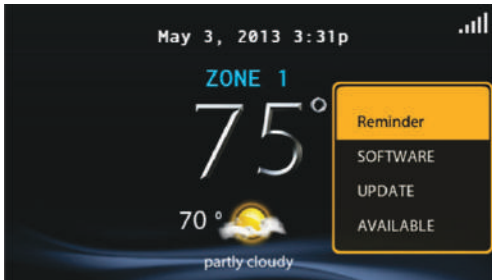 May 3, 2013 3:31p
ZONE 1
75°
70 °
partly cloudy
Reminder
SOFTWARE
UPDATE
AVAILABLE